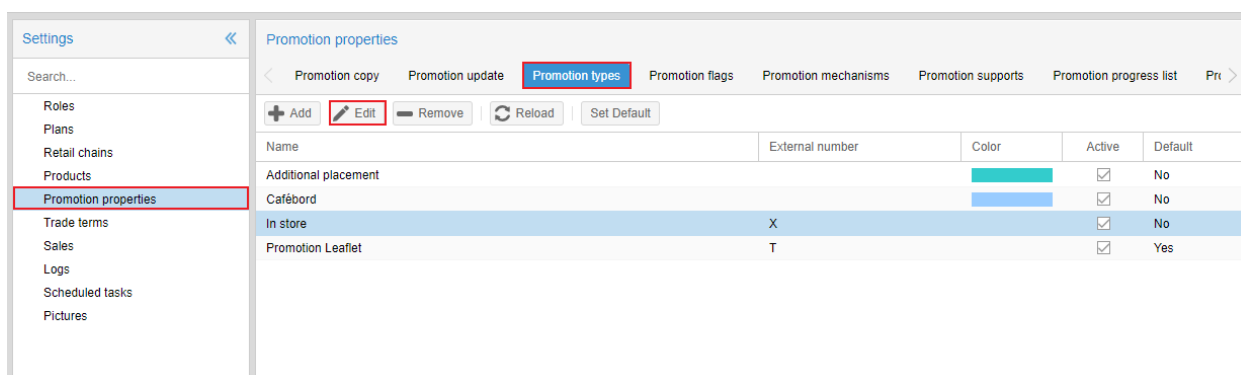 Settings
Search...
Roles
Plans
Retail chains
Products
Promotion properties
Trade terms
Sales
Logs
Scheduled tasks
Pictures
Promotion properties
Promotion copy Promotion update Promotion types Promotion flags Promotion mechanisms Promotion supports Promotion progress list
Add Edit Remove Reload Set Default
Name External number Color Active Default
Additional placement No
Cafébord No
In store X No
Promotion Leaflet T Yes